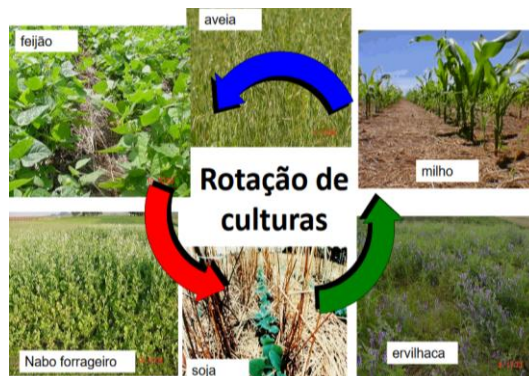 aveia
feijão
milho
Rotação de
culturas
Nabo forrageiro
soja
ervilhaca